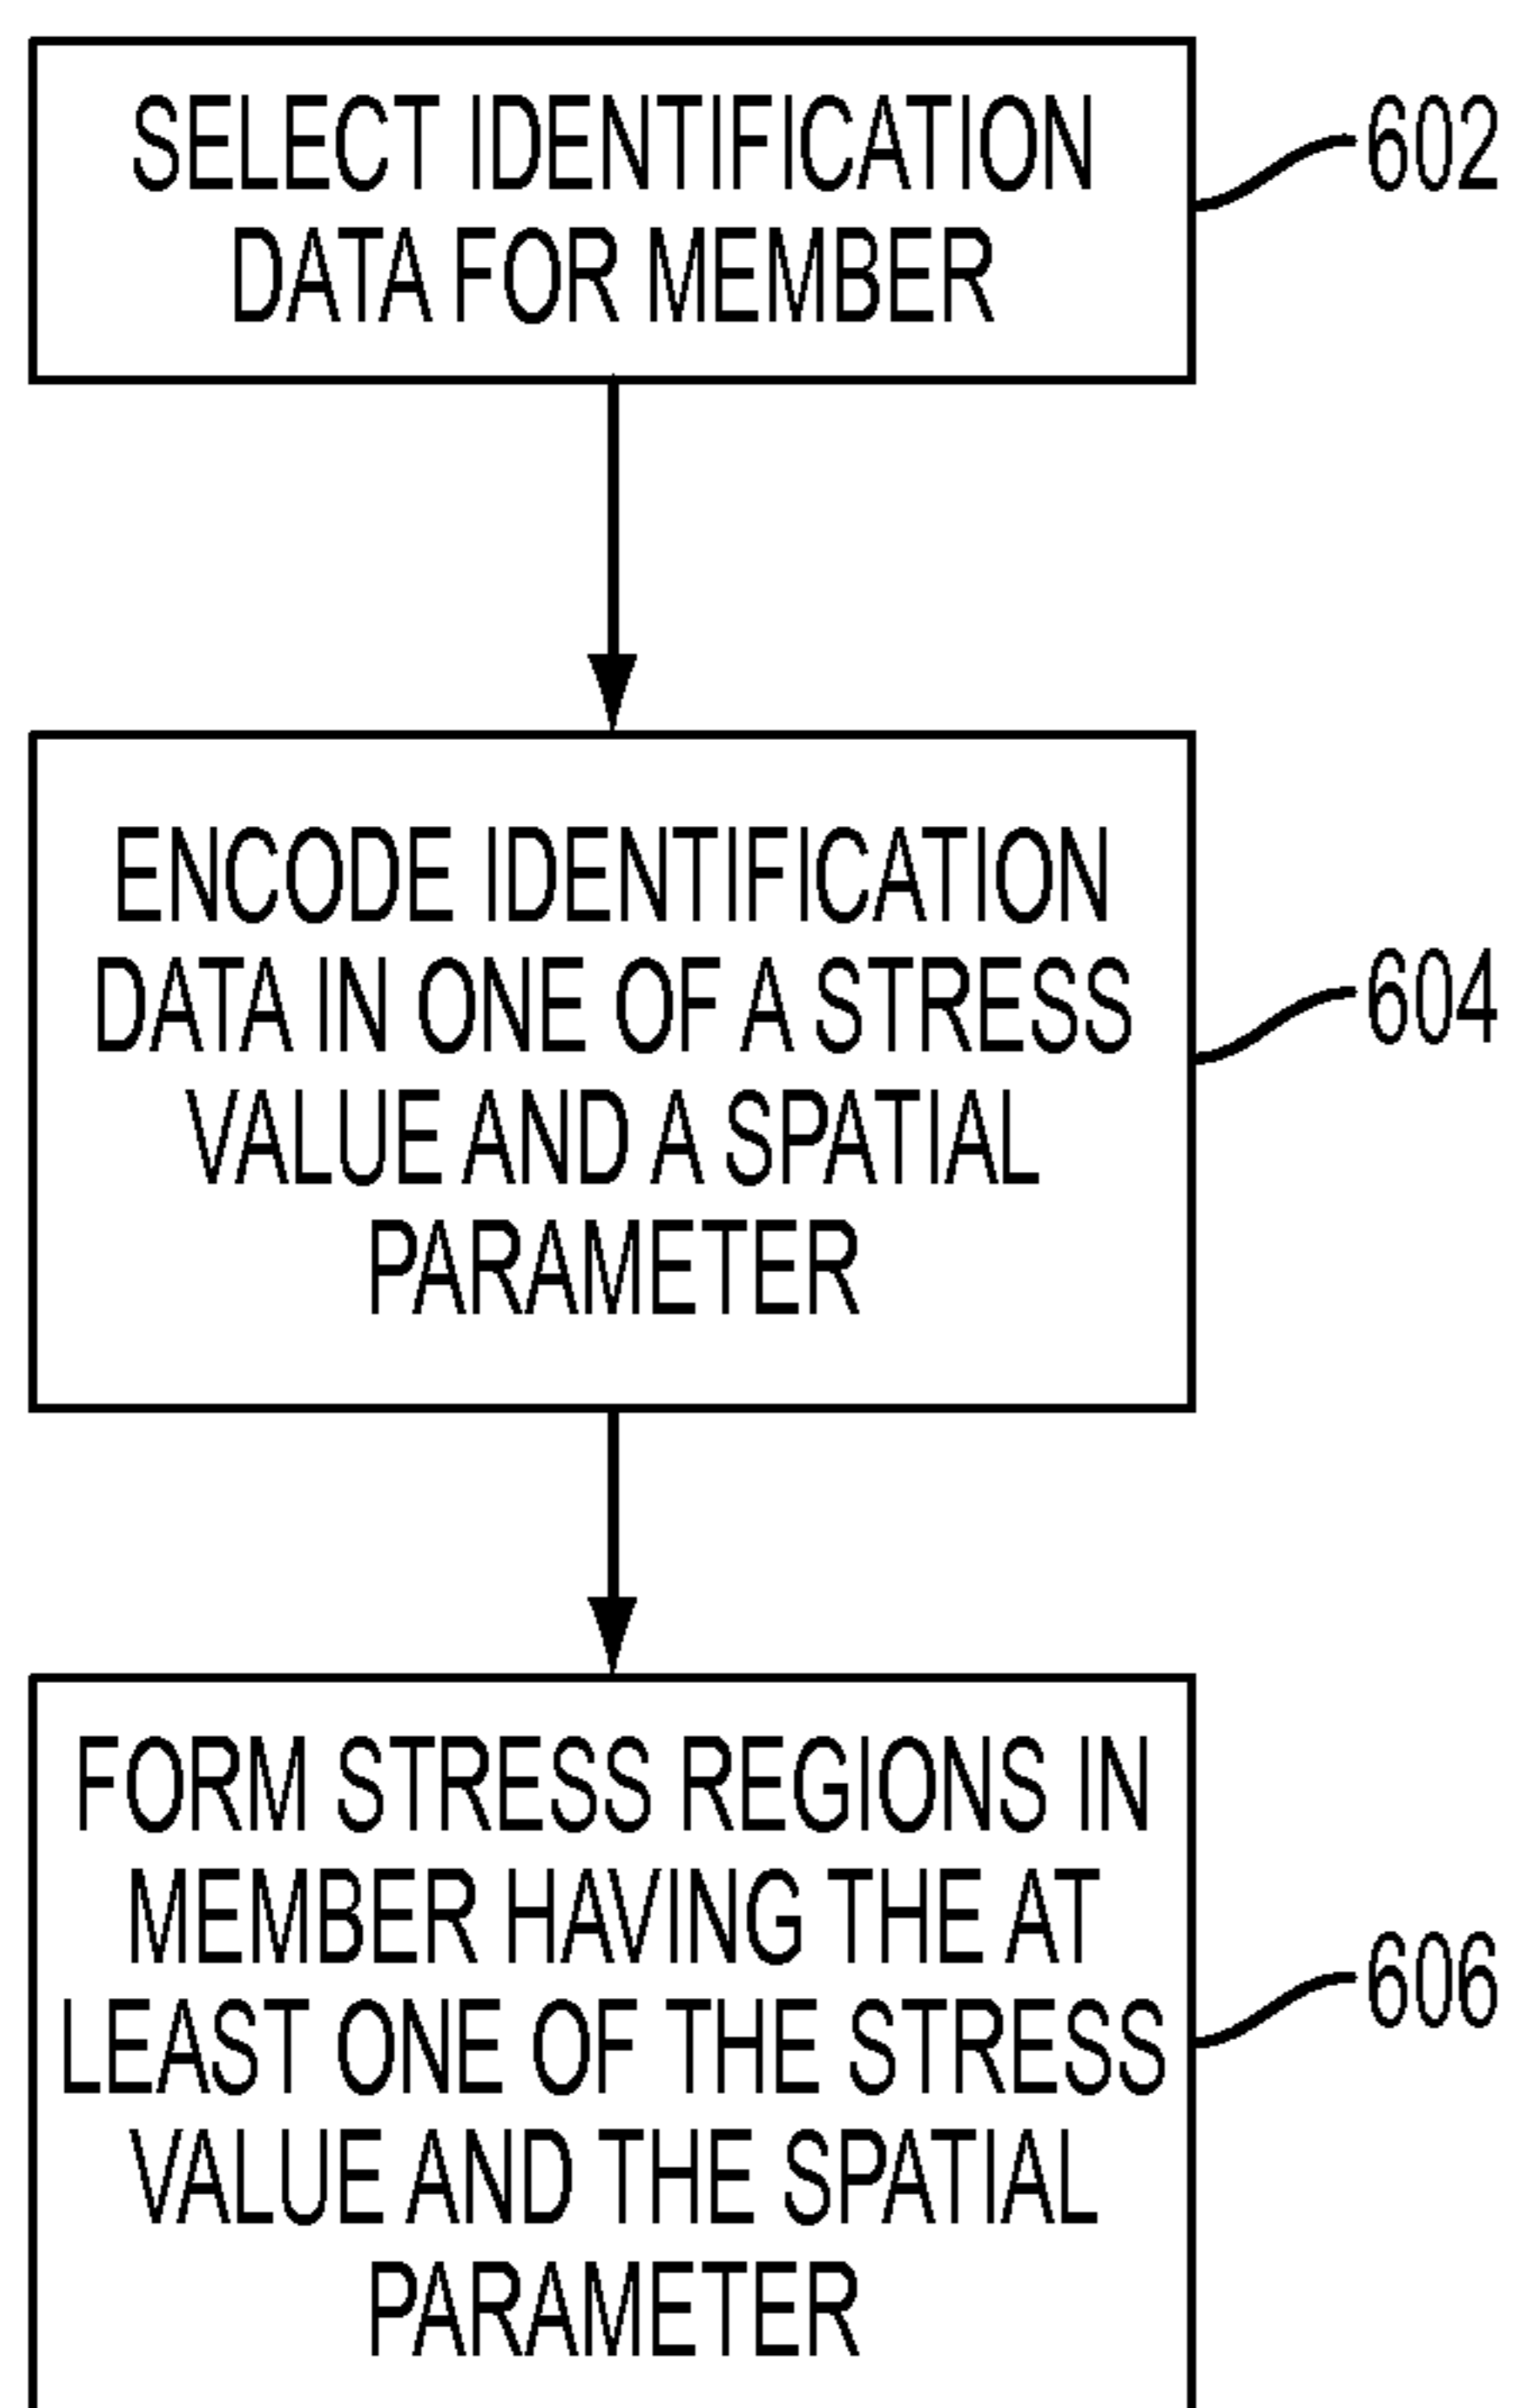 SELECT IDENTIFICATION
DATA FOR MEMBER
602
ENCODE IDENTIFICATION
DATA IN ONE OF A STRESS
VALUE AND A SPATIAL
PARAMETER
604
FORM STRESS REGIONS IN
MEMBER HAVING THE AT
LEAST ONE OF THE STRESS
VALUE AND THE SPATIAL
PARAMETER
606